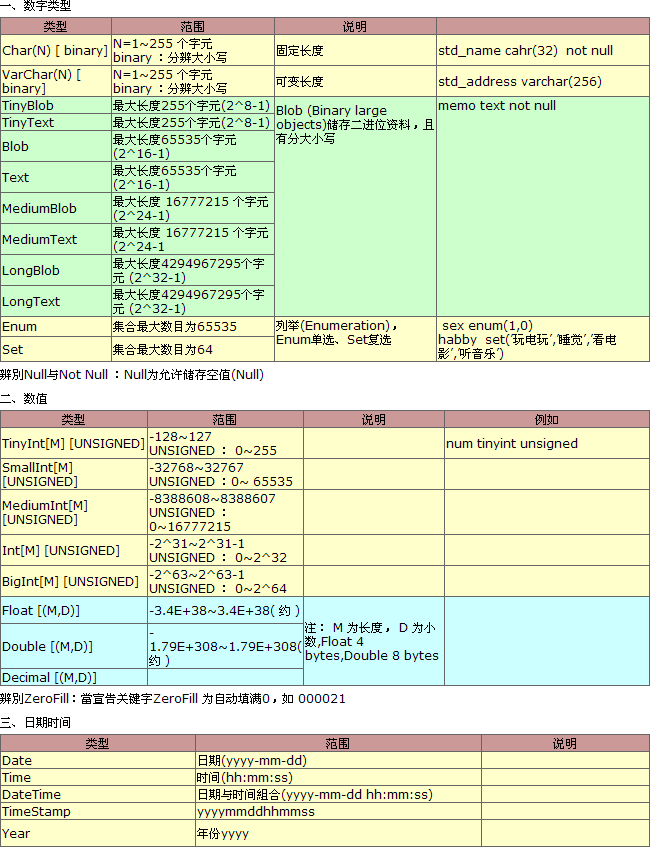 一、数字类型
类型 范围 说明
Char(N) [ binary] N=1~255 个字元
binary ：分辨大小写 固定长度 std_name cahr(32) not null
VarChar(N) [
binary] N=1~255 个字元
binary ：分辨大小写 可变长度 std_address varchar(256)
TinyBlob 最大长度255个字元(2^8-1) Blob (Binary large
objects)储存二进位资料，且
有分大小写 memo text not null
TinyText 最大长度255个字元(2^8-1)
Blob 最大长度65535个字元
(2^16-1)
Text 最大长度65535个字元
(2^16-1)
MediumBlob 最大长度 16777215 个字元
(2^24-1)
MediumText 最大长度 16777215 个字元
(2^24-1
LongBlob 最大长度4294967295个字
元 (2^32-1)
LongText 最大长度4294967295个字
元 (2^32-1)
Enum 集合最大数目为65535 列举(Enumeration)，
Enum单选、Set复选 sex enum(1,0)
habby set('玩电玩','睡觉','看电
影','听音乐')
Set 集合最大数目为64
辨别Null与Not Null ：Null为允许储存空值(Null)
二、数值
类型 范围 说明 例如
TinyInt[M] [UNSIGNED] -128~127
UNSIGNED ： 0~255 num tinyint unsigned
SmallInt[M]
[UNSIGNED] -32768~32767
UNSIGNED ：0~ 65535
MediumInt[M]
[UNSIGNED] -8388608~8388607
UNSIGNED ：
0~16777215
Int[M] [UNSIGNED] -2^31~2^31-1
UNSIGNED ： 0~2^32
BigInt[M] [UNSIGNED] -2^63~2^63-1
UNSIGNED ： 0~2^64
Float [(M,D)] -3.4E+38~3.4E+38( 约 ) 注： M 为长度， D 为小
数,Float 4
bytes,Double 8 bytes
Double [(M,D)] -
1.79E+308~1.79E+308(
约 )
Decimal [(M,D)]
辨别ZeroFill：當宣告关键字ZeroFill 为自动填满0，如 000021
三、日期时间
类型 范围 说明
Date 日期(yyyy-mm-dd)
Time 时间(hh:mm:ss)
DateTime 日期与时间組合(yyyy-mm-dd hh:mm:ss)
TimeStamp yyyymmddhhmmss
Year 年份yyyy